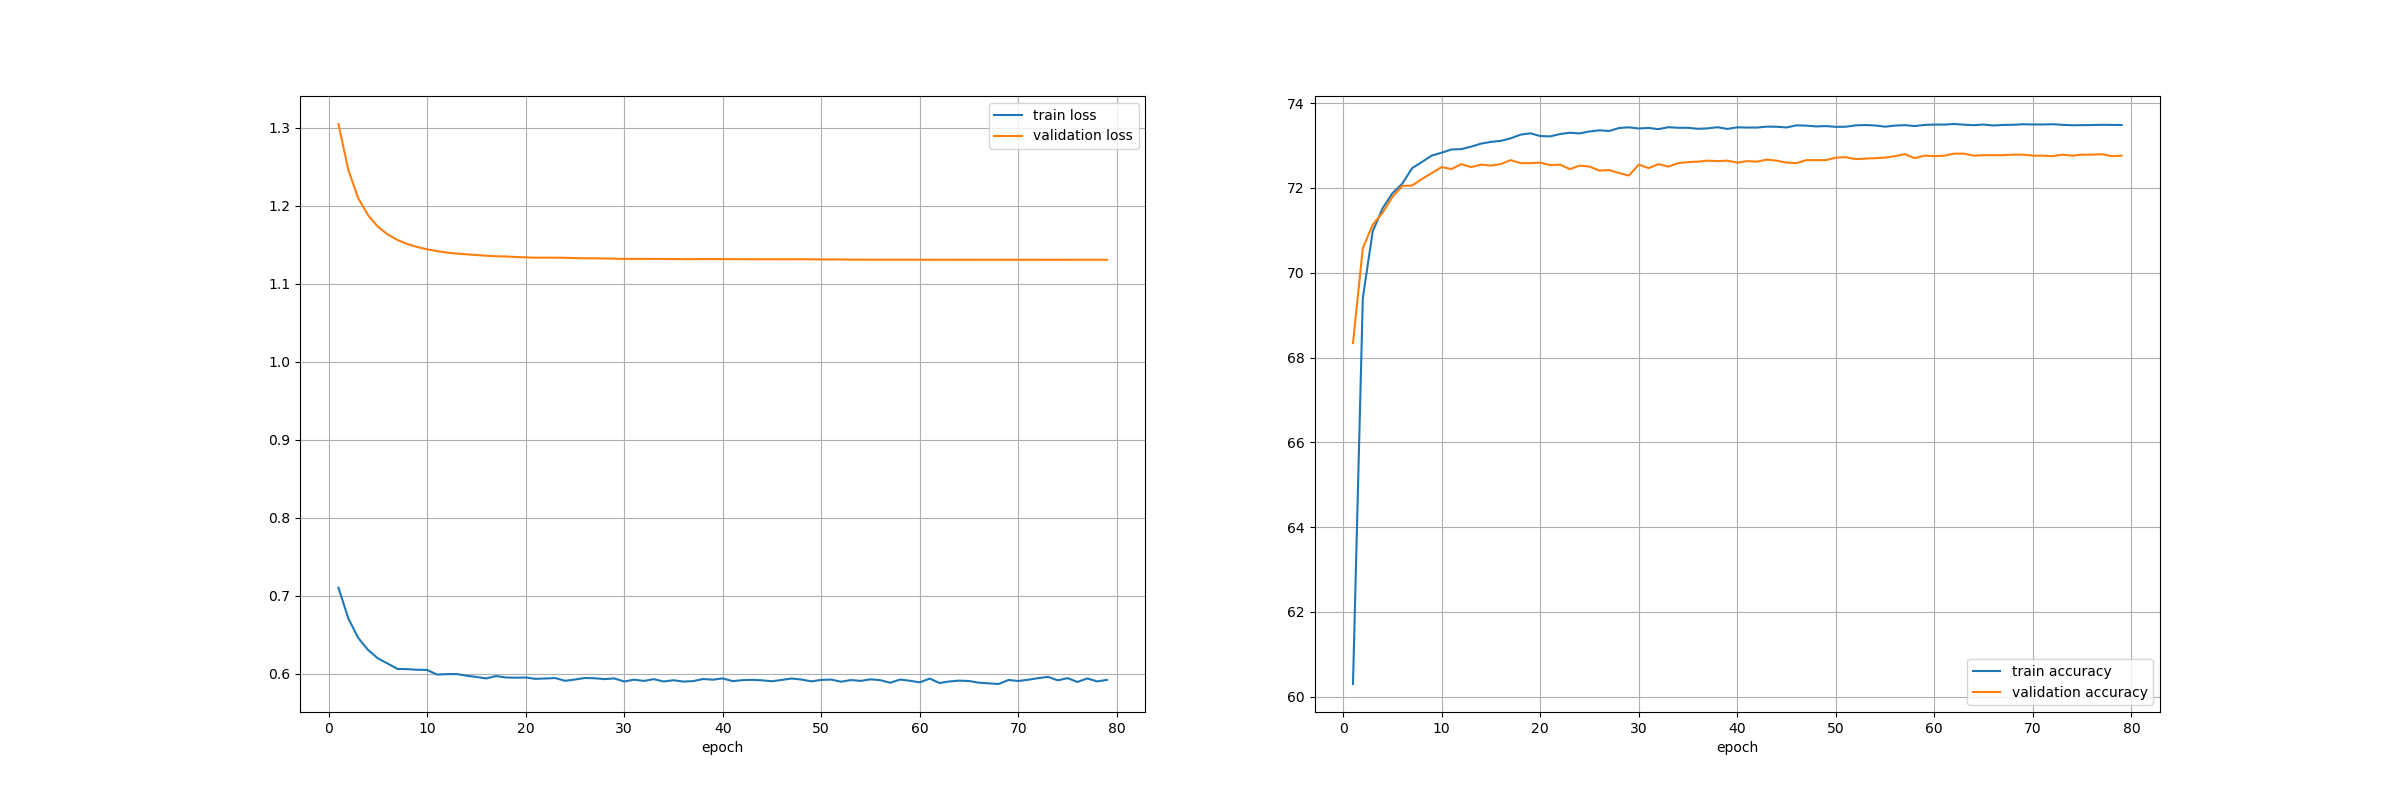 train loss
validation loss
1.3
1.2
1.1
1.0
0.9
0.8
0.7
0.6
0 10 20 30 40 50 60 70 80
epoch
74
72
70
68
66
64
62
60
train accuracy
validation accuracy
0 10 20 30 40 50 60 70 80
epoch